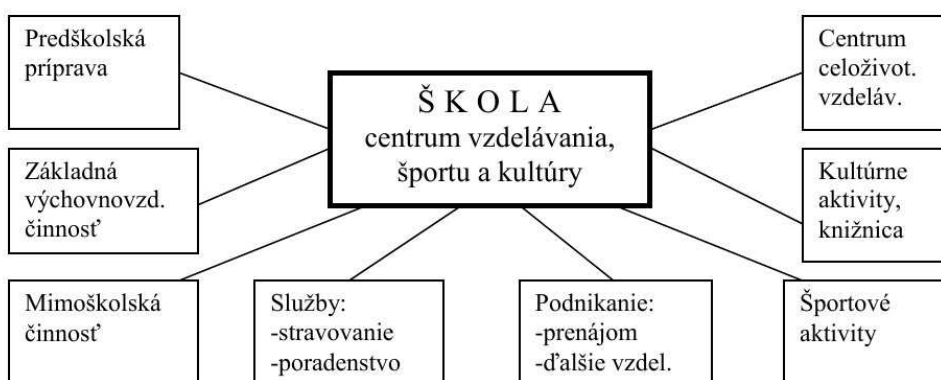 Predškolská
príprava
Š K O L A
centrum vzdelávania,
športu a kultúry
Centrum
celoživot.
vzdeláv.
Základná
výchovnovzd.
činnosť
Kultúrne
aktivity,
knižnica
Mimoškolská
činnosť
Služby:
-stravovanie
-poradenstvo
Podnikanie:
-prenájom
-ďalšie vzdel.
Športové
aktivity